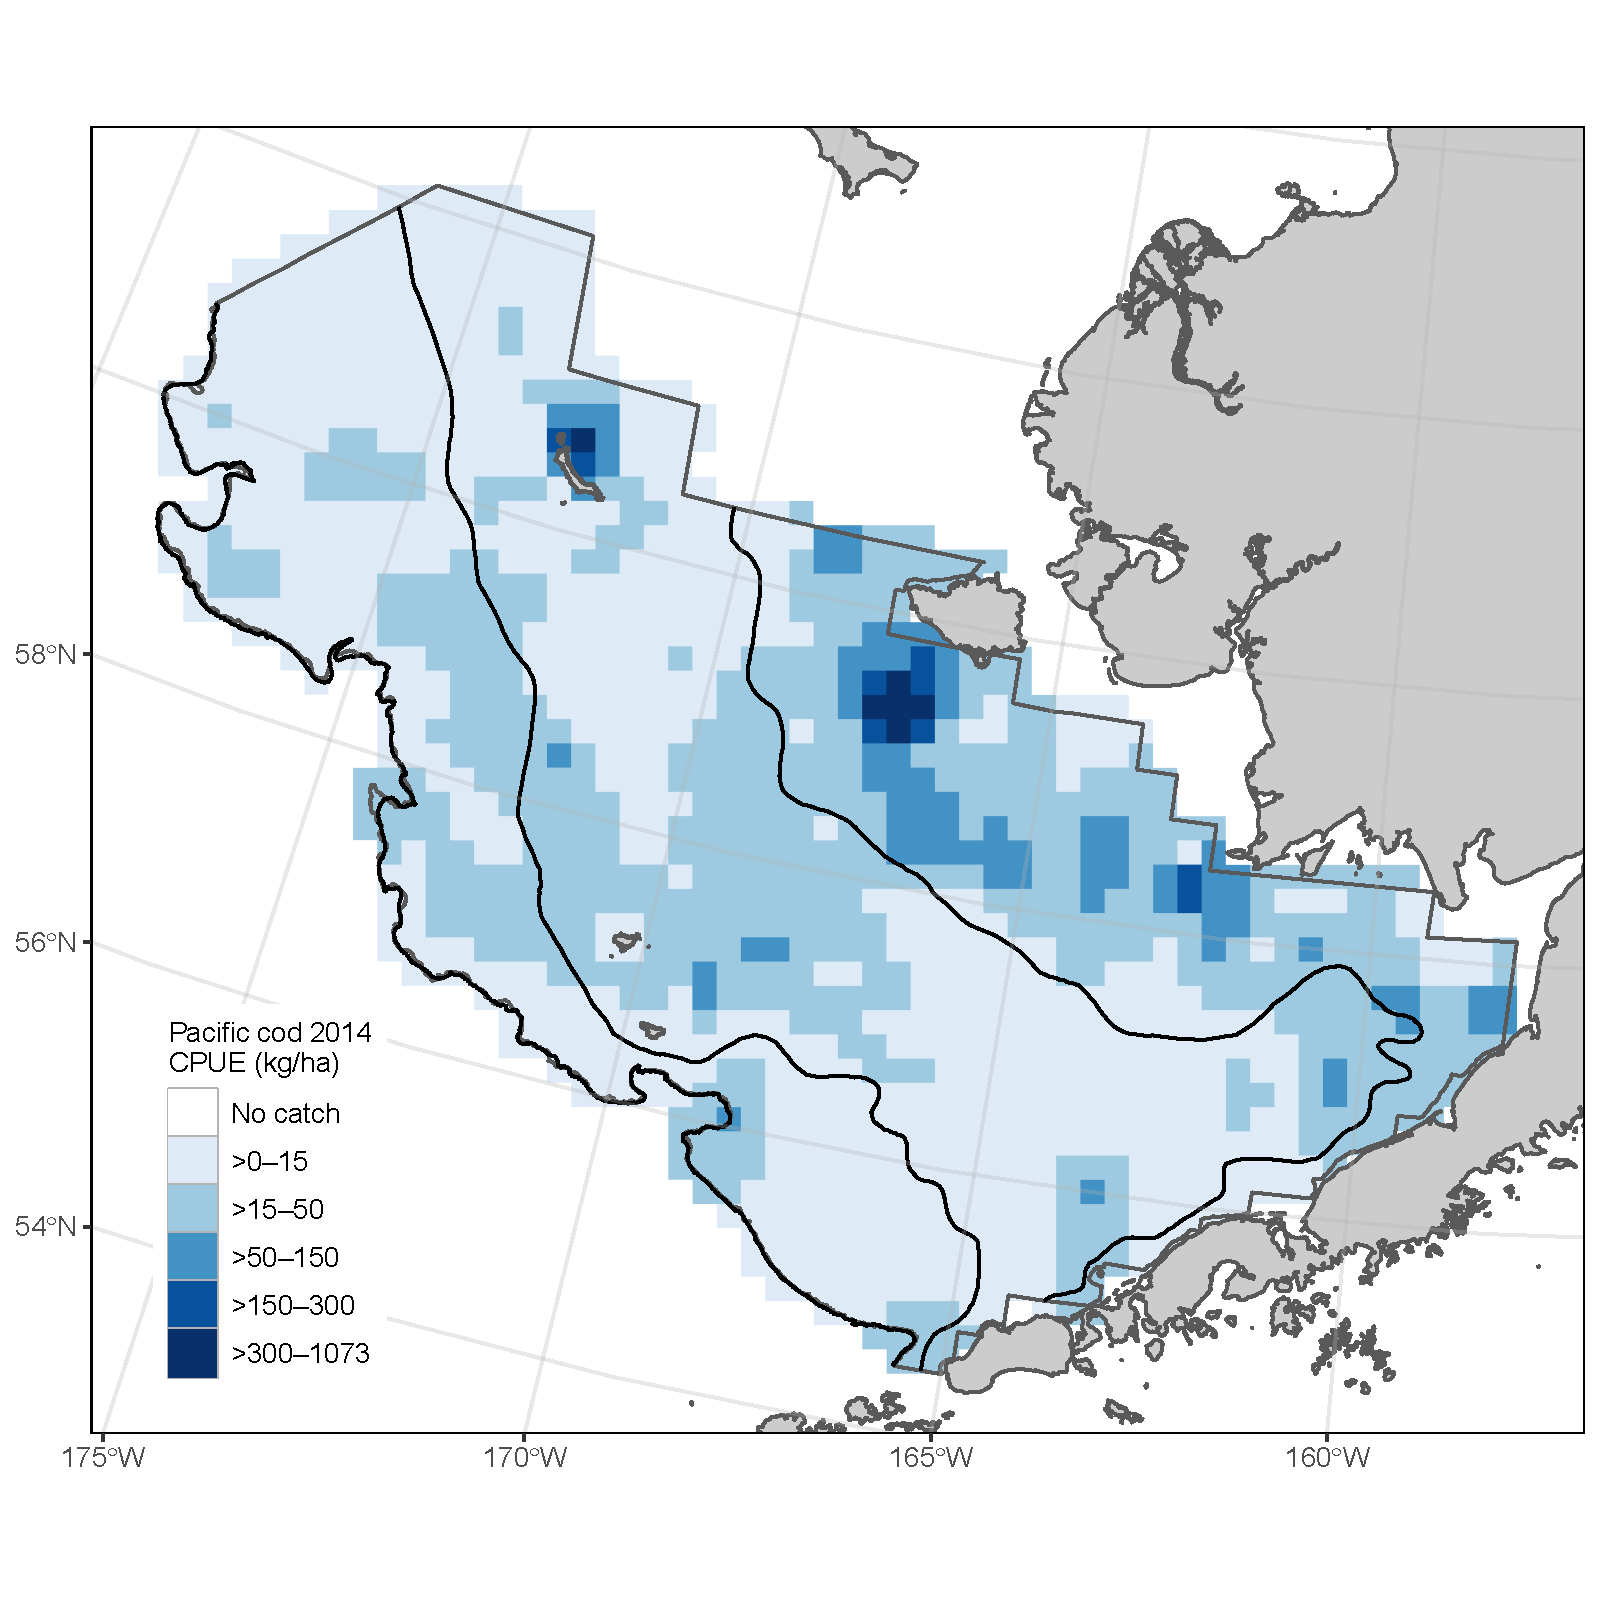 58°N
56°N
54°N
Pacific cod 2014
CPUE (kg/ha)
No catch
>0–15
>15–50
>50–150
>150–300
>300–1073
175°W
170°W
165°W
160°W